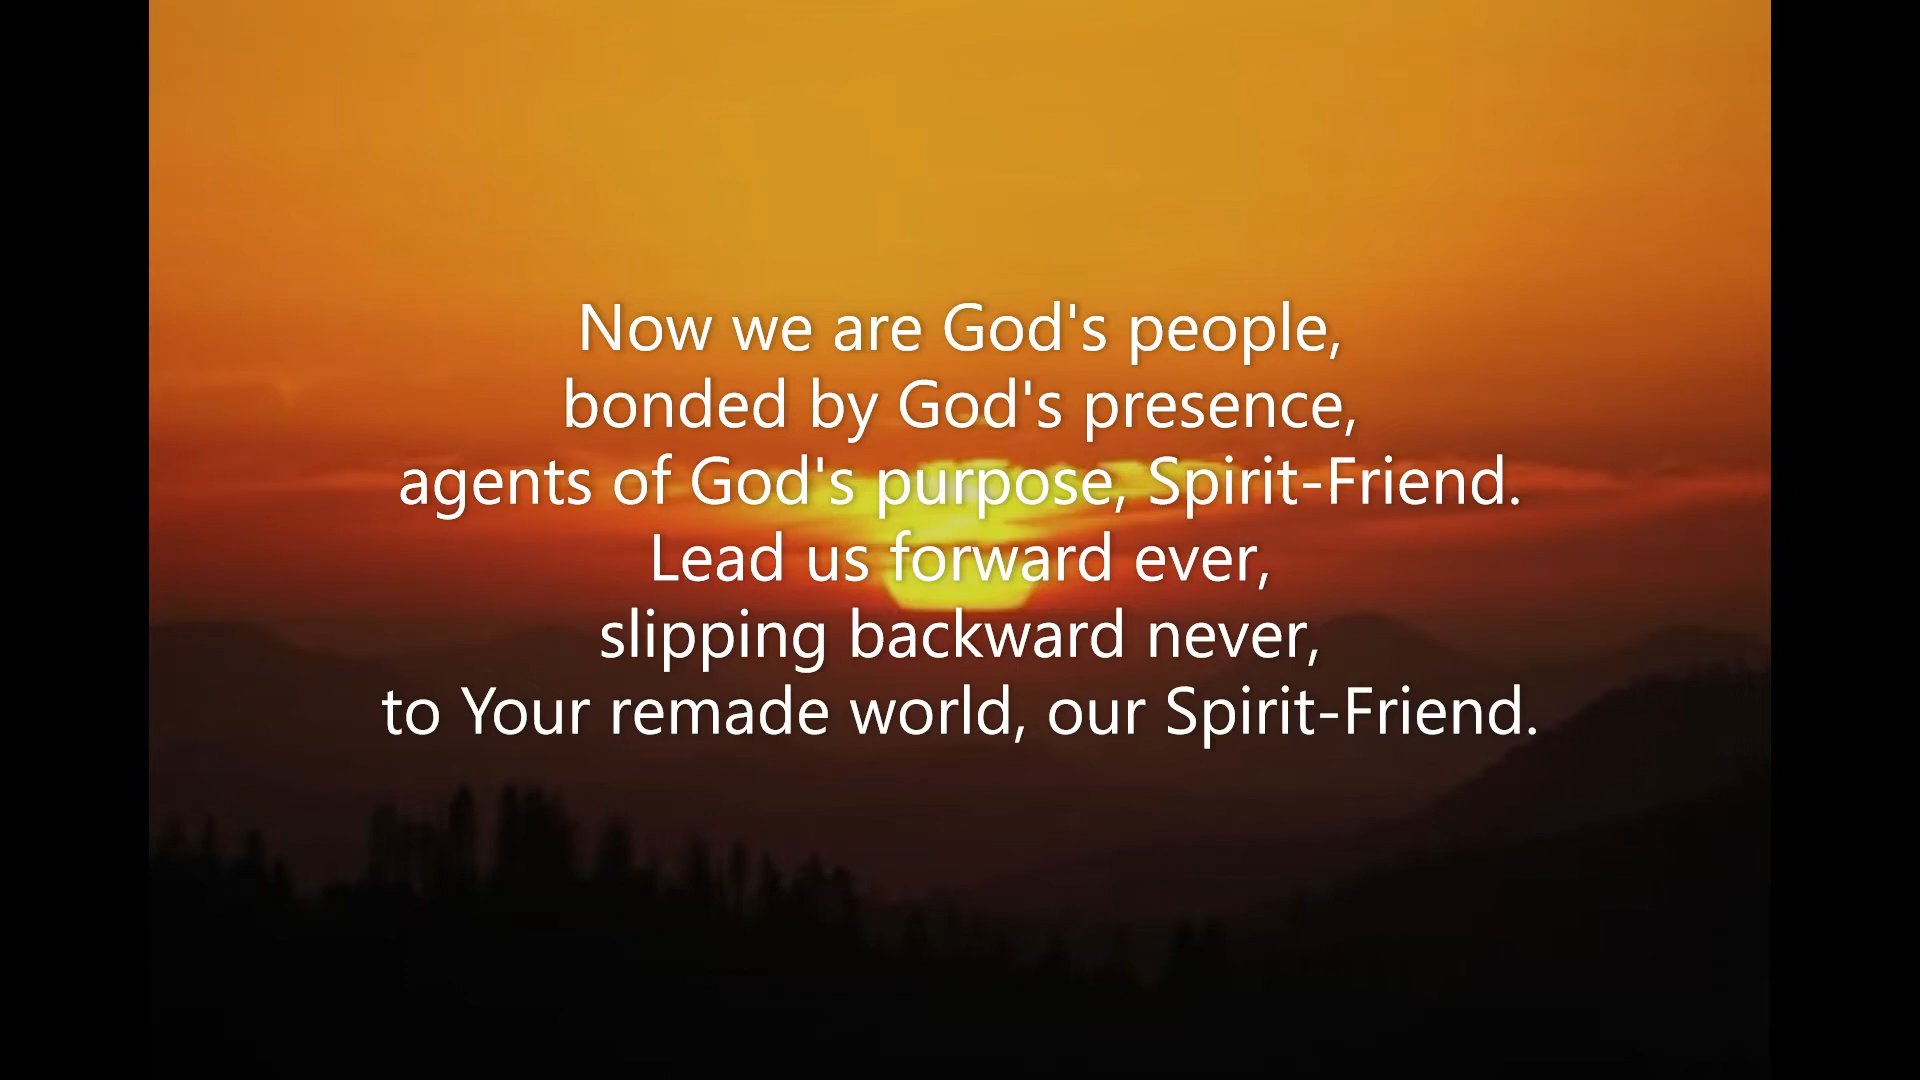 Now we are God's people,
bonded by God's presence,
agents of God's purpose, Spirit-Friend.
Lead us forward ever,
slipping backward never,
to Your remade world, our Spirit-Friend.